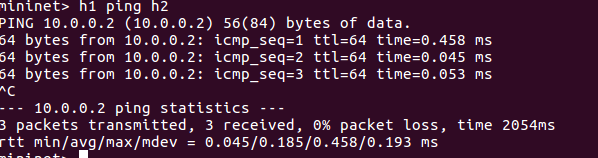 mininet> h1 ping h2
PING 10.0.0.2 (10.0.0.2) 56(84) bytes of data.
64 bytes from 10.0.0.2: icmp_seq=1 ttl=64 time=0.458 ms
64 bytes from 10.0.0.2: icmp_seq=2 ttl=64 time=0.045 ms
64 bytes from 10.0.0.2: icmp_seq=3 ttl=64 time=0.053 ms
^C
--- 10.0.0.2 ping statistics ---
3 packets transmitted, 3 received, 0% packet loss, time 2054ms
rtt min/avg/max/mdev = 0.045/0.185/0.458/0.193 ms
mininet>